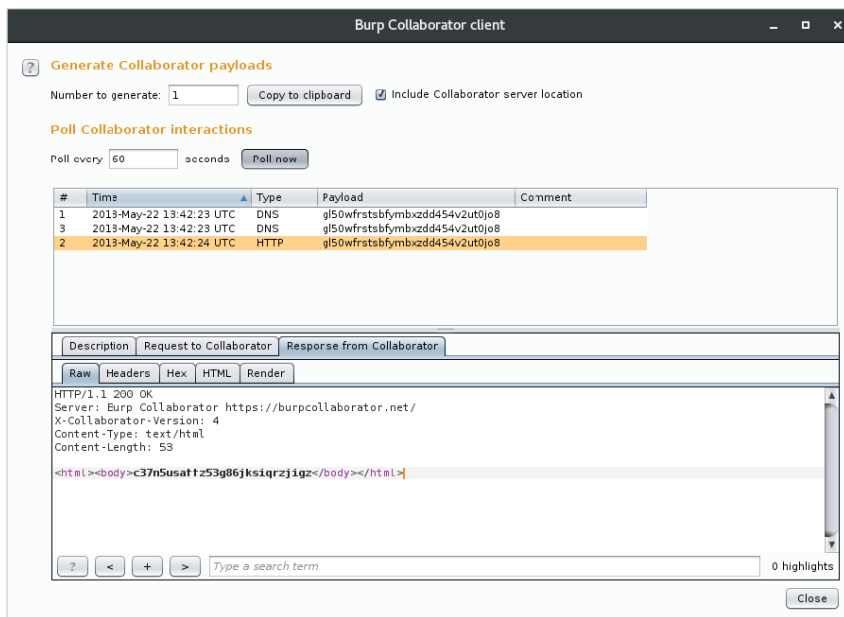 Burp Collaborator client
? Generate Collaborator payloads
Number to generate: 1 Copy to clipboard Include Collaborator server location
Poll Collaborator interactions
Poll every 60 seconds Poll now
# Time Type Payload Comment
1 2018-May-22 13:42:23 UTC DNS gl50wfrstsbfymbxzdd454v2ut0jo8
3 2018-May-22 13:42:23 UTC DNS gl50wfrstsbfymbxzdd454v2ut0jo8
2 2018-May-22 13:42:24 UTC HTTP gl50wfrstsbfymbxzdd454v2ut0jo8
Description Request to Collaborator Response from Collaborator
Raw Headers Hex HTML Render
HTTP/1.1 200 OK
Server: Burp Collaborator https://burpcollaborator.net/
X-Collaborator-Version: 4
Content-Type: text/html
Content-Length: 53
<html><body>c37n5usaftz53g86jksiqrzjigz</body></html>
? < + > Type a search term 0 highlights
Close